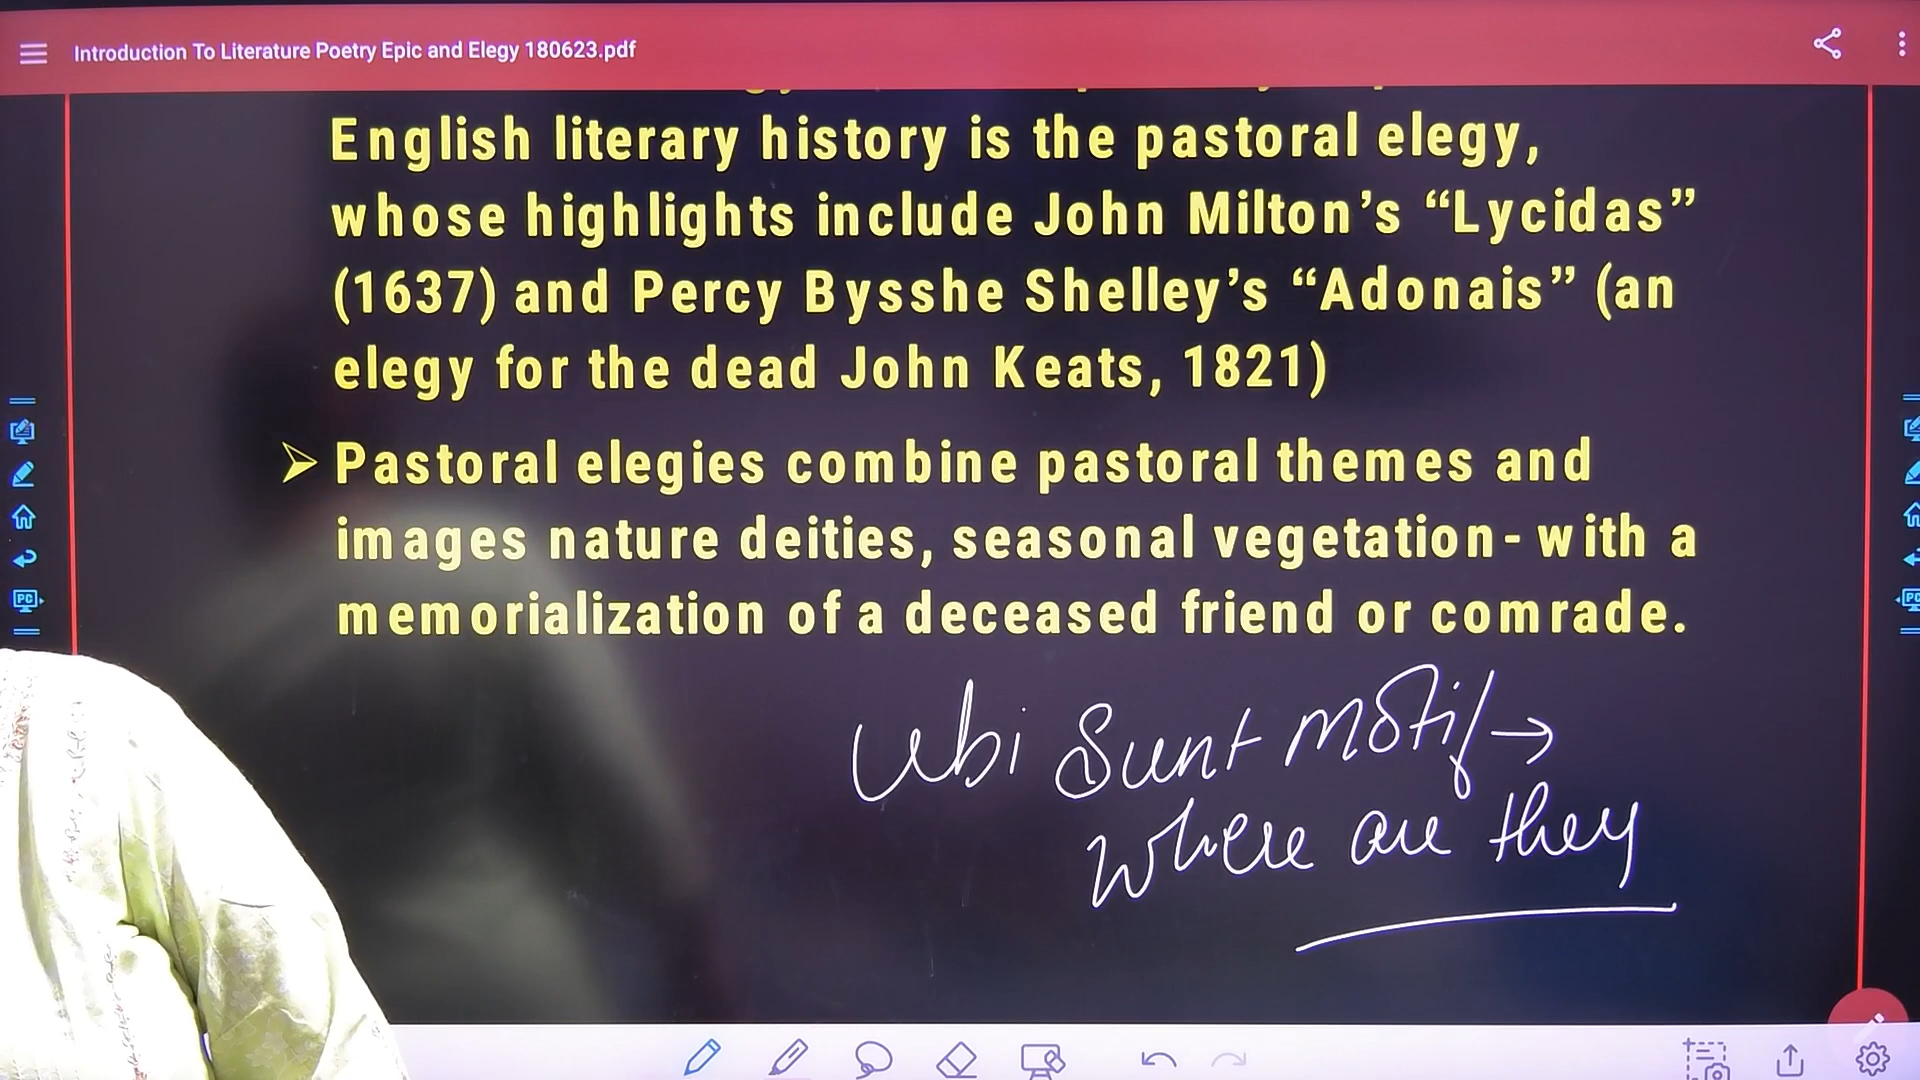 Introduction To Literature Poetry Epic and Elegy 180623.pdf
English literary history is the pastoral elegy,
whose highlights include John Milton’s “Lycidas”
(1637) and Percy Bysshe Shelley’s “Adonais” (an
elegy for the dead John Keats, 1821)
➢ Pastoral elegies combine pastoral themes and
images nature deities, seasonal vegetation- with a
memorialization of a deceased friend or comrade.
Ubi Sunt Motif →
where are they
PC
PC